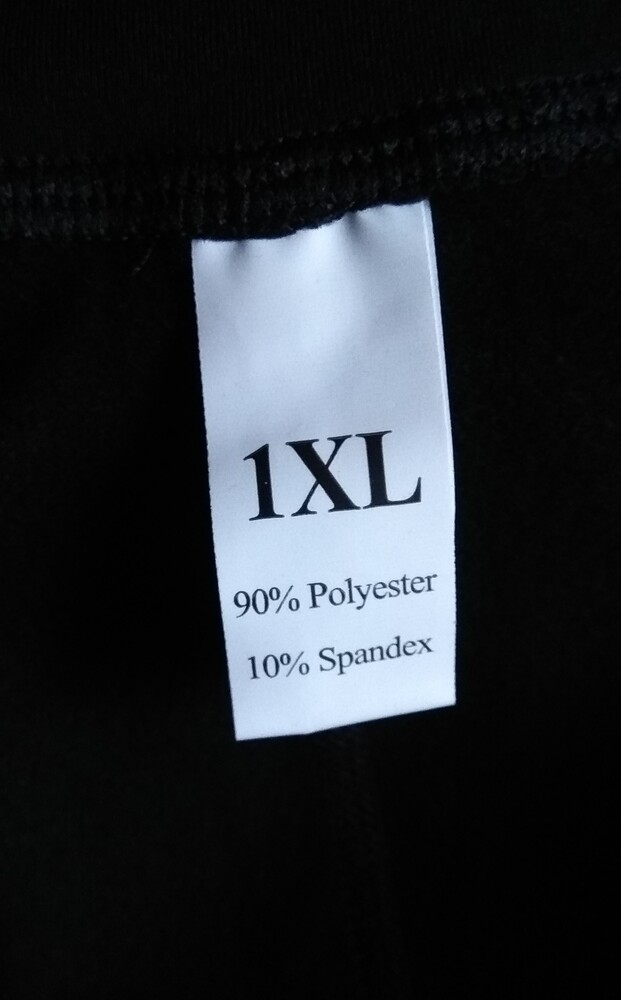 1XL
90% Polyester
10% Spandex